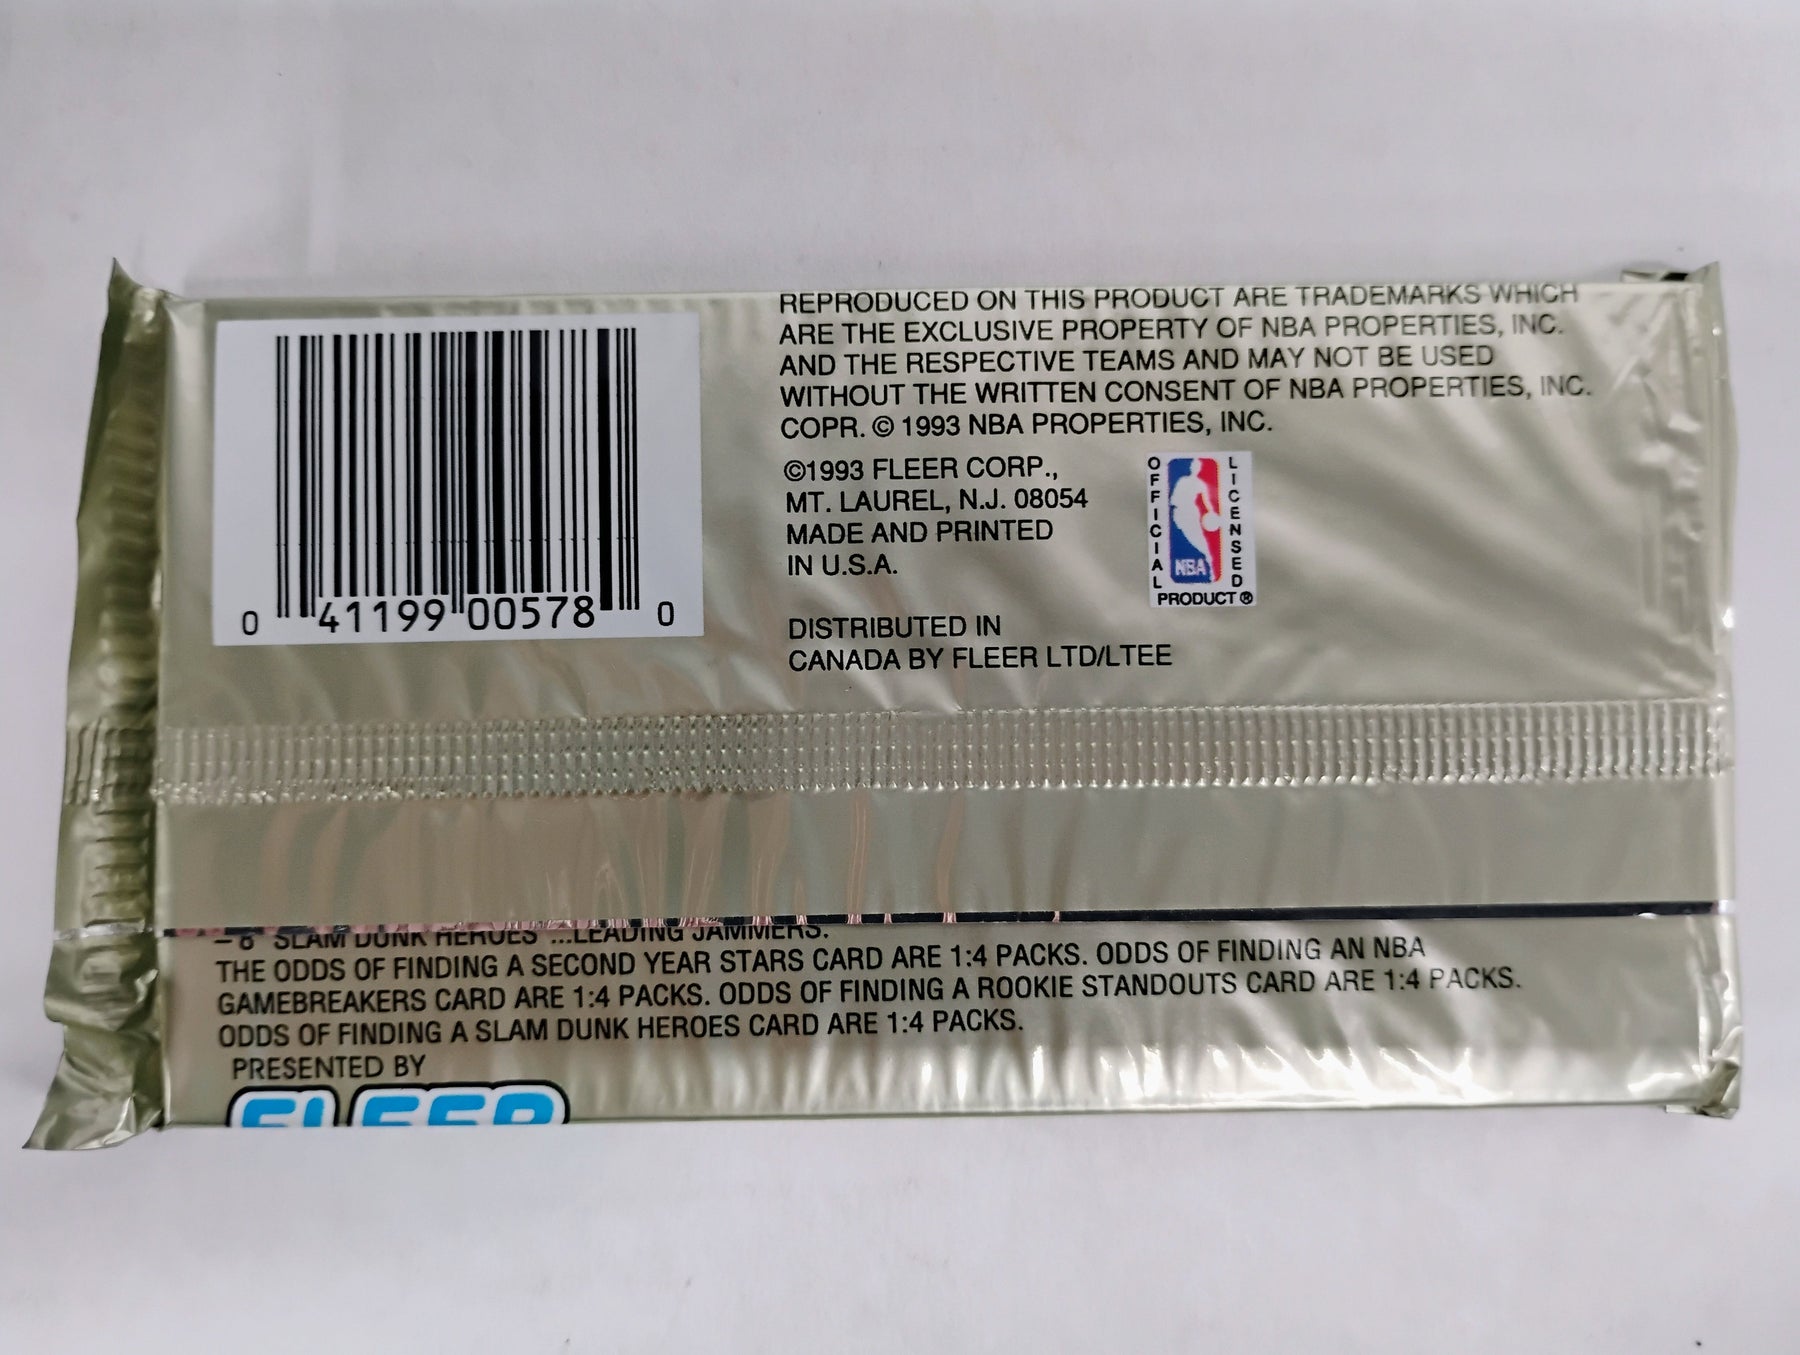 REPRODUCED ON THIS PRODUCT ARE TRADEMARKS WHICH
ARE THE EXCLUSIVE PROPERTY OF NBA PROPERTIES, INC.
AND THE RESPECTIVE TEAMS AND MAY NOT BE USED
WITHOUT THE WRITTEN CONSENT OF NBA PROPERTIES, INC.
COPR. © 1993 NBA PROPERTIES, INC.
©1993 FLEER CORP.,
MT. LAUREL, N.J. 08054
MADE AND PRINTED
IN U.S.A.
OFFICIAL
LICENSED
NBA
PRODUCT ®
DISTRIBUTED IN
CANADA BY FLEER LTD/LTEE
0 41199 00578 0
– 8 "SLAM DUNK HEROES"...LEADING JAMMERS.
THE ODDS OF FINDING A SECOND YEAR STARS CARD ARE 1:4 PACKS. ODDS OF FINDING AN NBA
GAMEBREAKERS CARD ARE 1:4 PACKS. ODDS OF FINDING A ROOKIE STANDOUTS CARD ARE 1:4 PACKS.
ODDS OF FINDING A SLAM DUNK HEROES CARD ARE 1:4 PACKS.
PRESENTED BY
FLEER